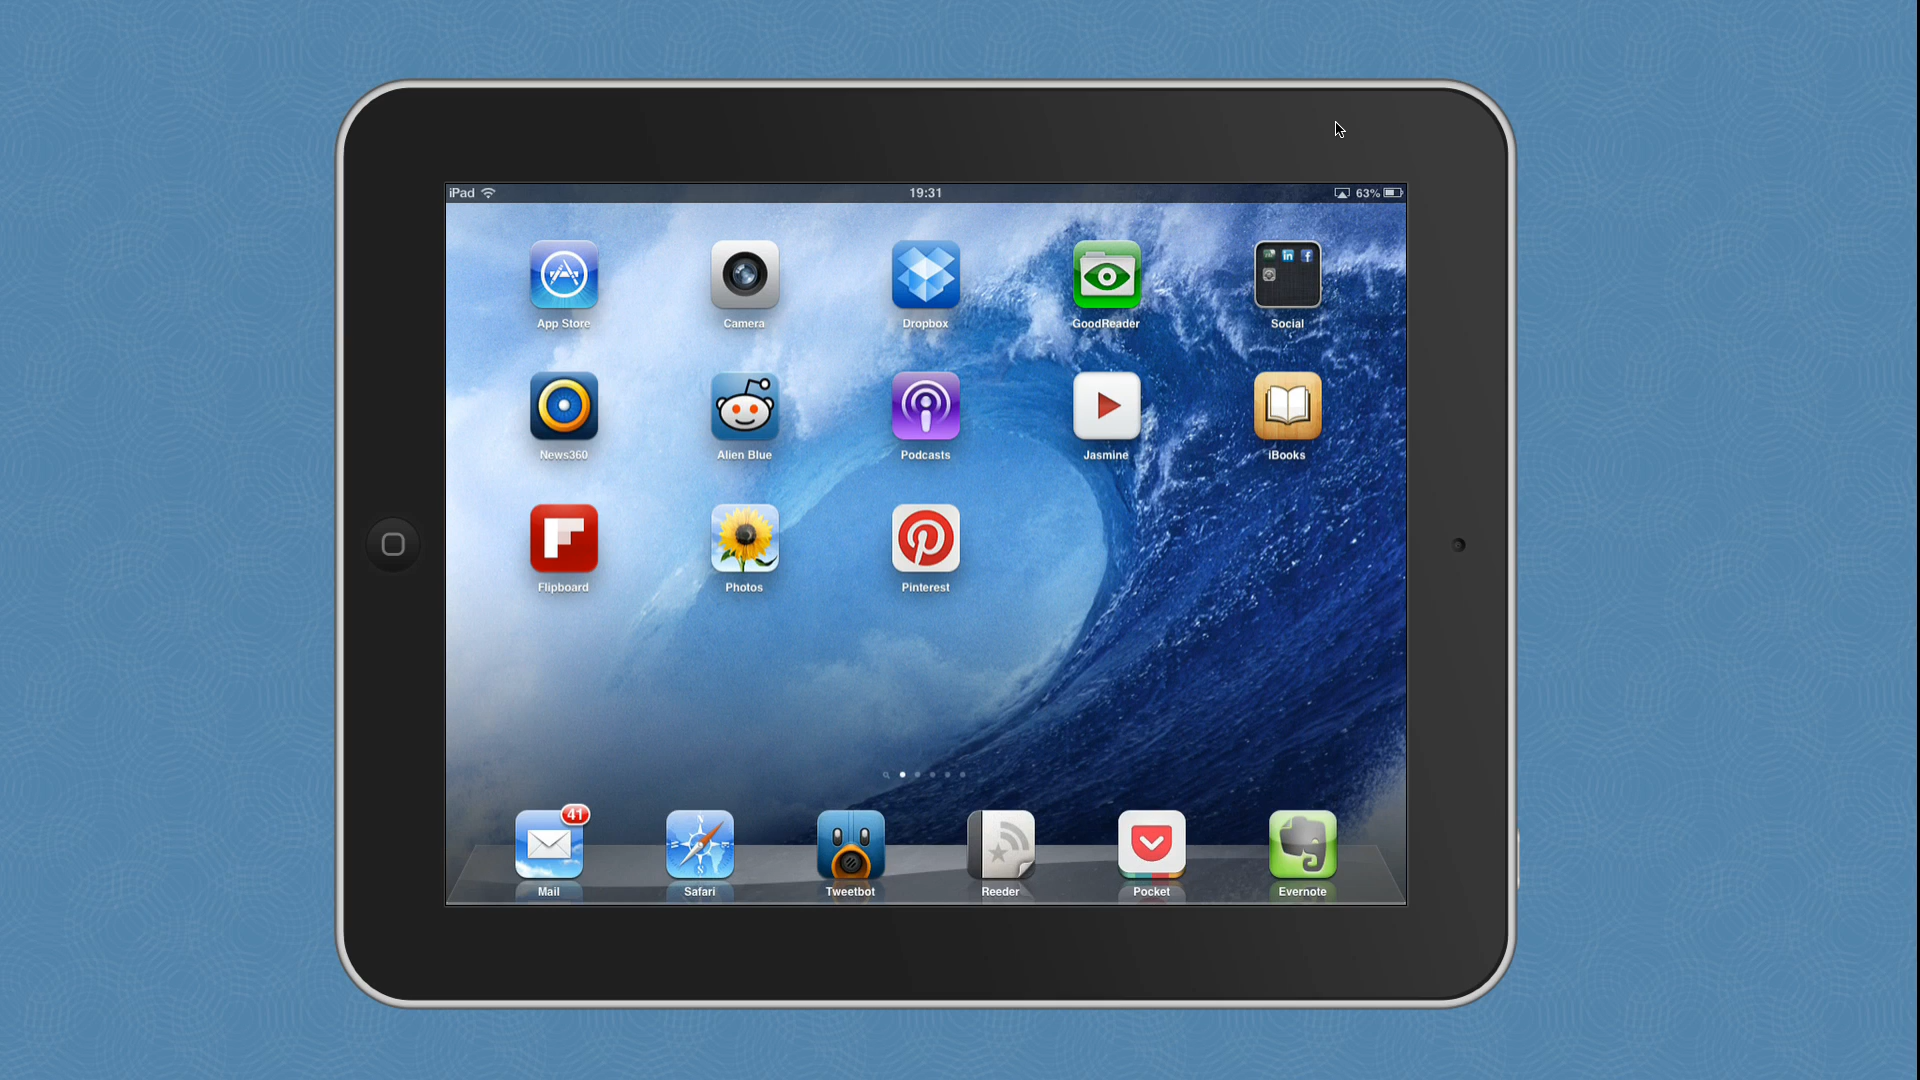 iPad 19:31 63%
App Store Camera Dropbox GoodReader Social
News360 Alien Blue Podcasts Jasmine iBooks
Flipboard Photos Pinterest
41
Mail Safari Tweetbot Reeder Pocket Evernote